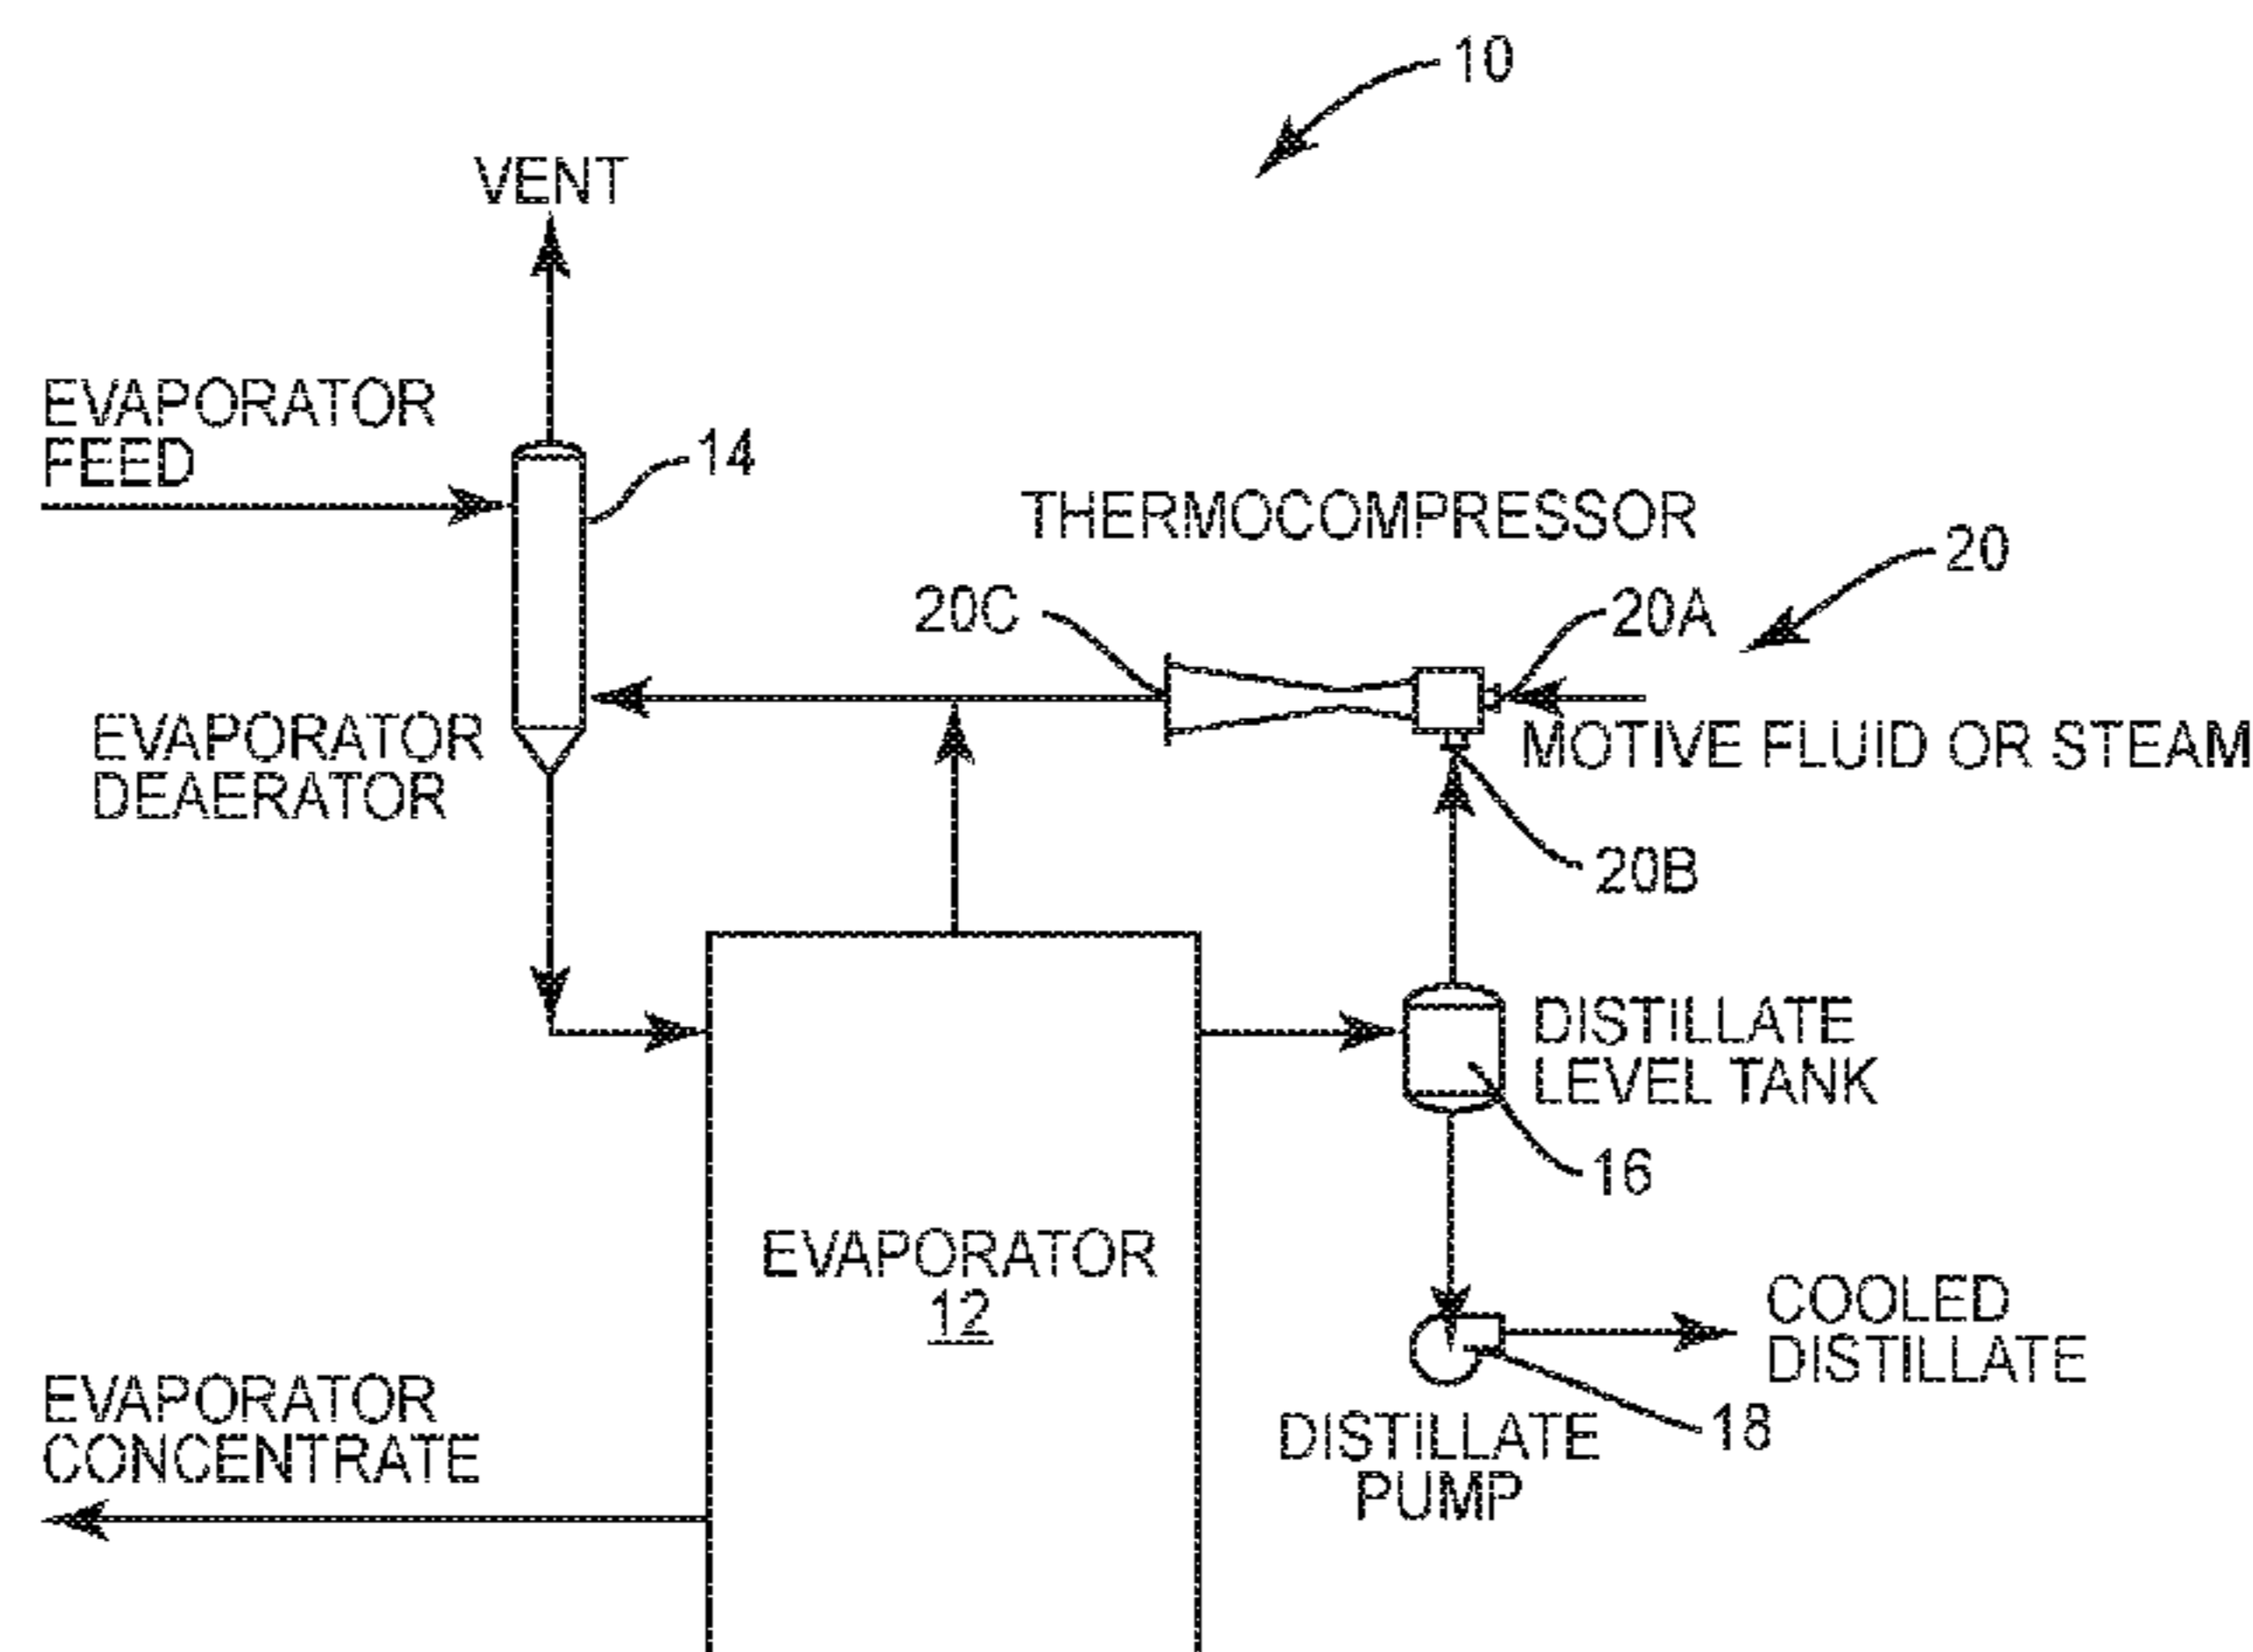 10
VENT
EVAPORATOR
FEED
14
THERMOCOMPRESSOR
20
20C
20A
EVAPORATOR
DEAERATOR
MOTIVE FLUID OR STEAM
20B
DISTILLATE
LEVEL TANK
16
EVAPORATOR
12
COOLED
DISTILLATE
EVAPORATOR
CONCENTRATE
DISTILLATE
PUMP
18